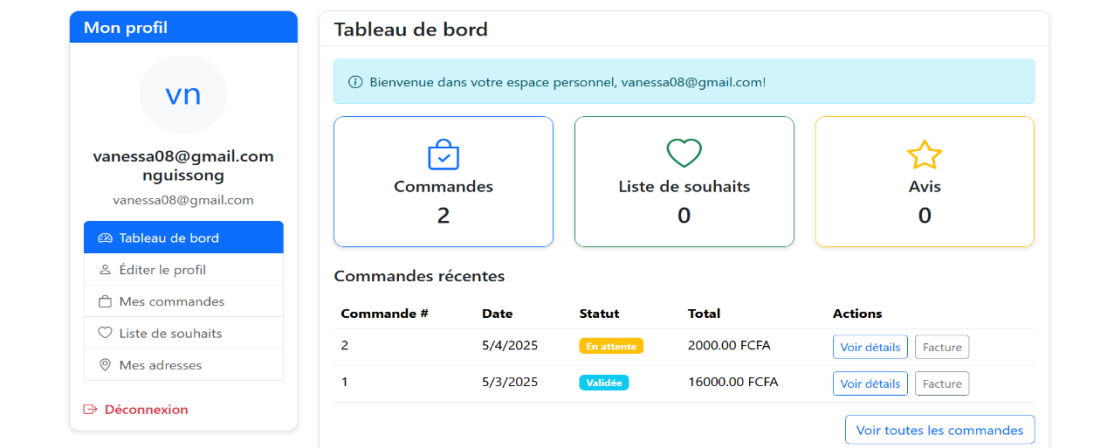 Mon profil
vn
vanessa08@gmail.com
nguissong
vanessa08@gmail.com
Tableau de bord
Éditer le profil
Mes commandes
Liste de souhaits
Mes adresses
Déconnexion
Tableau de bord
Bienvenue dans votre espace personnel, vanessa08@gmail.com!
Commandes
2
Liste de souhaits
0
Avis
0
Commandes récentes
Commande # Date Statut Total Actions
2 5/4/2025 En attente 2000.00 FCFA Voir détails Facture
1 5/3/2025 Validée 16000.00 FCFA Voir détails Facture
Voir toutes les commandes